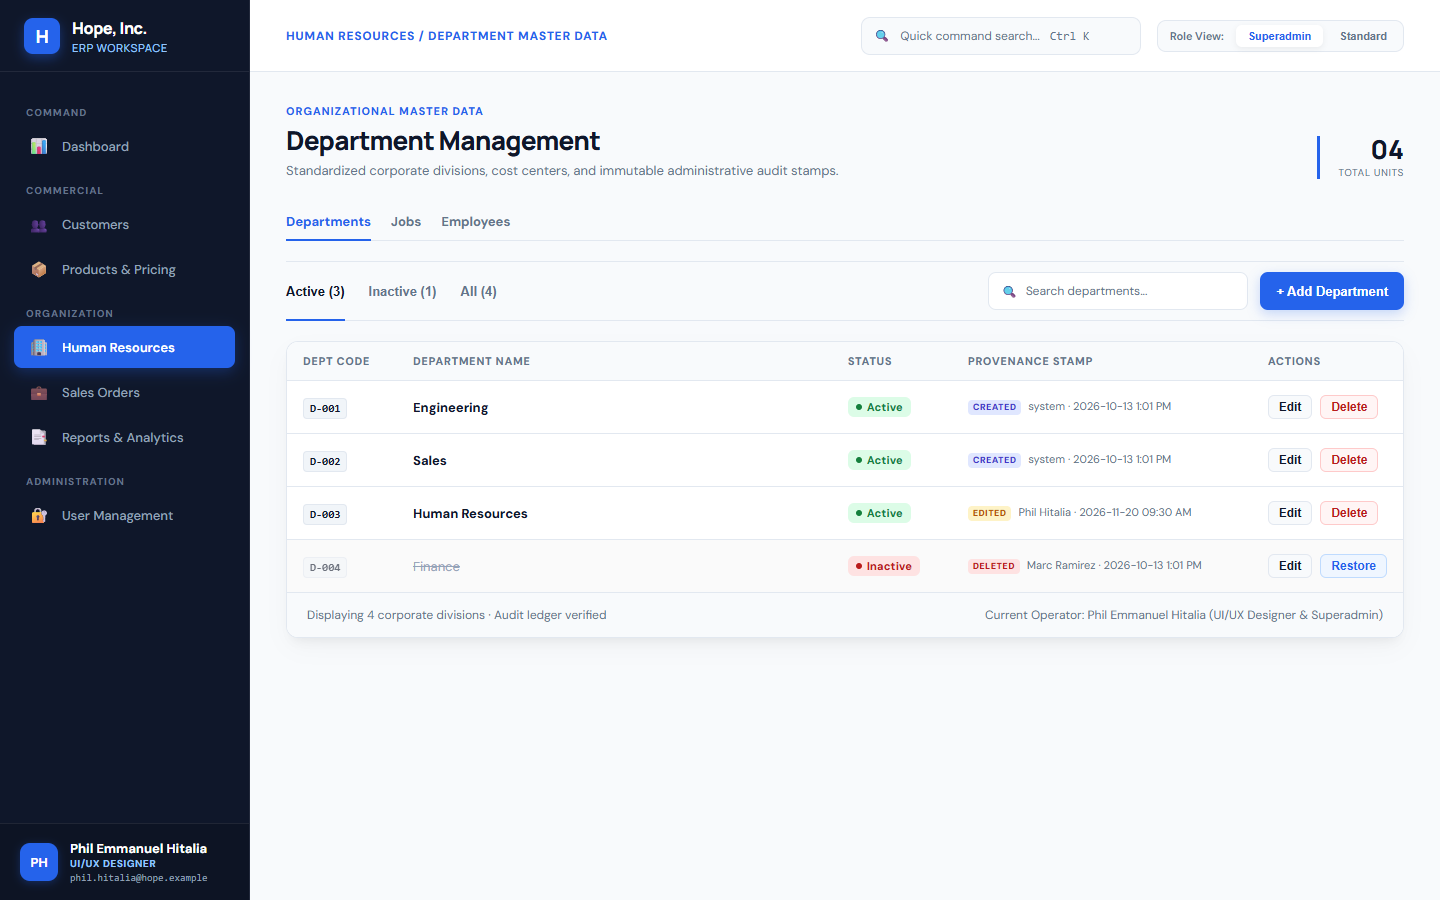 H
Hope, Inc.
ERP WORKSPACE
COMMAND
Dashboard
COMMERCIAL
Customers
Products & Pricing
ORGANIZATION
Human Resources
Sales Orders
Reports & Analytics
ADMINISTRATION
User Management
PH
Phil Emmanuel Hitalia
UI/UX DESIGNER
phil.hitalia@hope.example
HUMAN RESOURCES / DEPARTMENT MASTER DATA
Quick command search... Ctrl K
Role View: Superadmin Standard
ORGANIZATIONAL MASTER DATA
Department Management
Standardized corporate divisions, cost centers, and immutable administrative audit stamps.
04
TOTAL UNITS
Departments Jobs Employees
Active (3) Inactive (1) All (4)
Search departments...
+ Add Department
DEPT CODE DEPARTMENT NAME STATUS PROVENANCE STAMP ACTIONS
D-001 Engineering Active CREATED system · 2026-10-13 1:01 PM Edit Delete
D-002 Sales Active CREATED system · 2026-10-13 1:01 PM Edit Delete
D-003 Human Resources Active EDITED Phil Hitalia · 2026-11-20 09:30 AM Edit Delete
D-004 Finance Inactive DELETED Marc Ramirez · 2026-10-13 1:01 PM Edit Restore
Displaying 4 corporate divisions · Audit ledger verified
Current Operator: Phil Emmanuel Hitalia (UI/UX Designer & Superadmin)